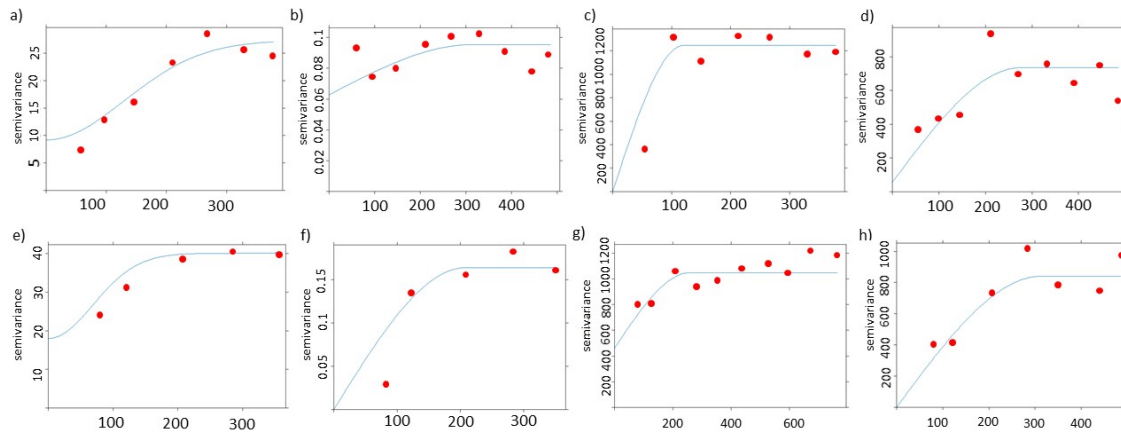 a)
semivariance
5 10 15 20 25
100 200 300
b)
semivariance
0.02 0.04 0.06 0.08 0.1
100 200 300 400
c)
semivariance
200 400 600 800 1000 1200
100 200 300
d)
semivariance
200 400 600 800
100 200 300 400
e)
semivariance
10 20 30 40
100 200 300
f)
semivariance
0.05 0.1 0.15
100 200 300
g)
semivariance
200 400 600 800 1000 1200
200 400 600
h)
semivariance
200 400 600 800 1000
100 200 300 400